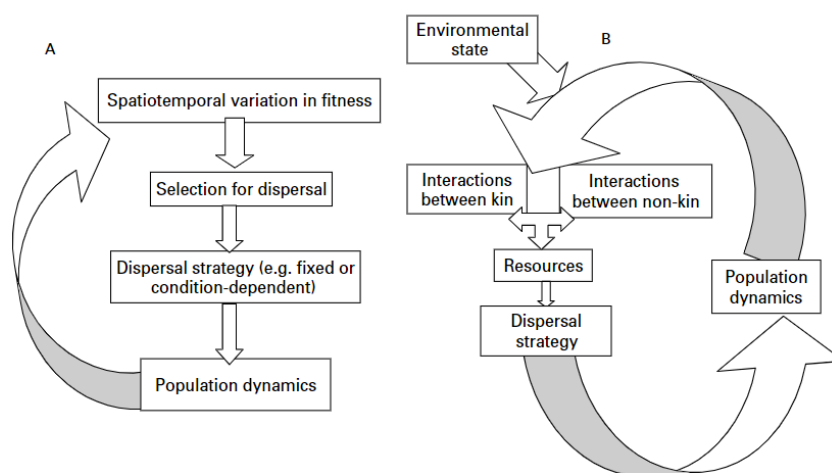 A
Spatiotemporal variation in fitness
Selection for dispersal
Dispersal strategy (e.g. fixed or
condition-dependent)
Population dynamics
B
Environmental
state
Interactions
between kin
Interactions
between non-kin
Resources
Dispersal
strategy
Population
dynamics